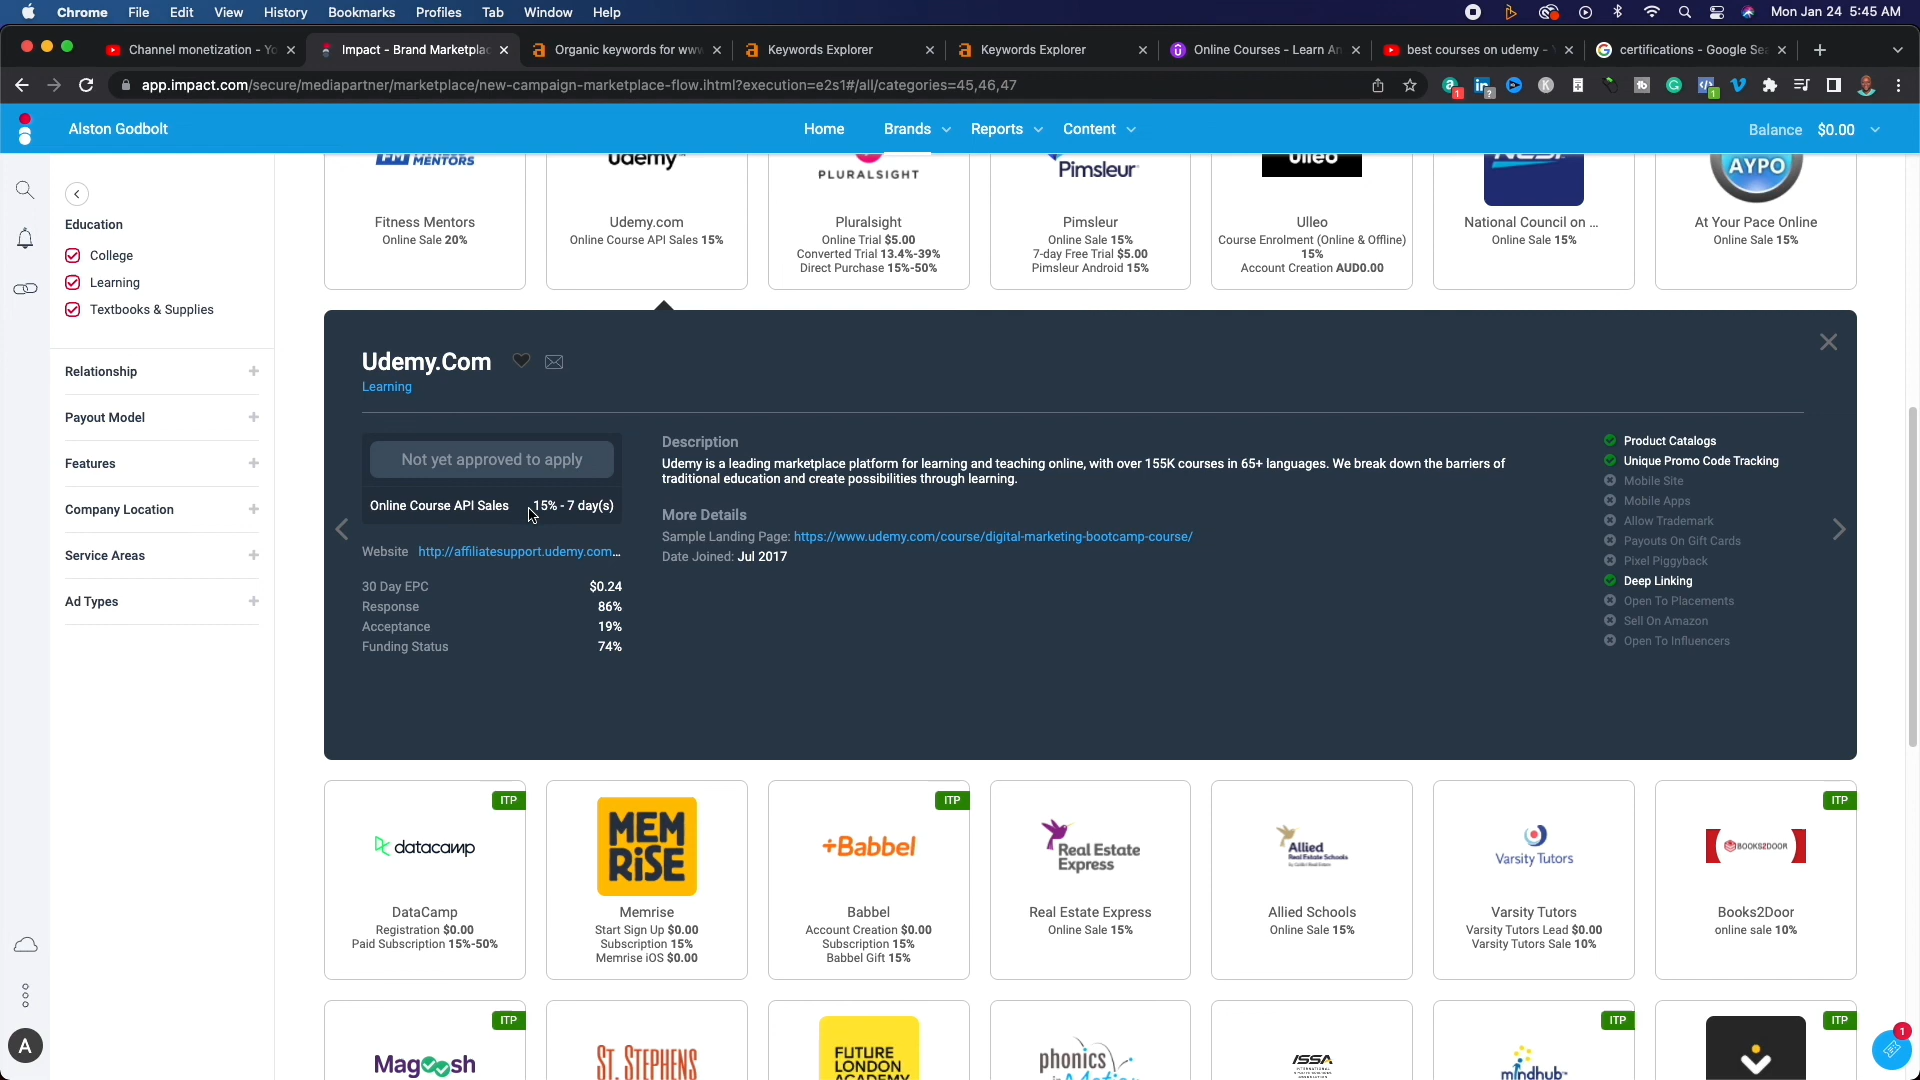 Chrome File Edit View History Bookmarks Profiles Tab Window Help
Mon Jan 24 5:45 AM
Channel monetization - Yo
Impact - Brand Marketplac
Organic keywords for ww
Keywords Explorer
Keywords Explorer
Online Courses - Learn An
best courses on udemy -
certifications - Google Sea
app.impact.com/secure/mediapartner/marketplace/new-campaign-marketplace-flow.ihtml?execution=e2s1#/all/categories=45,46,47
Alston Godbolt
Home Brands Reports Content
Balance $0.00
Education
College
Learning
Textbooks & Supplies
Relationship
Payout Model
Features
Company Location
Service Areas
Ad Types
A
MENTORS
Fitness Mentors
Online Sale 20%
udemy
Udemy.com
Online Course API Sales 15%
PLURALSIGHT
Pluralsight
Online Trial $5.00
Converted Trial 13.4%-39%
Direct Purchase 15%-50%
Pimsleur
Pimsleur
Online Sale 15%
7-day Free Trial $5.00
Pimsleur Android 15%
Ulleo
Ulleo
Course Enrolment (Online & Offline)
15%
Account Creation AUD0.00
National Council on ...
Online Sale 15%
AYPO
At Your Pace Online
Online Sale 15%
Udemy.Com
Learning
Not yet approved to apply
Online Course API Sales 15% - 7 day(s)
Website http://affiliatesupport.udemy.com...
30 Day EPC $0.24
Response 86%
Acceptance 19%
Funding Status 74%
Description
Udemy is a leading marketplace platform for learning and teaching online, with over 155K courses in 65+ languages. We break down the barriers of
traditional education and create possibilities through learning.
More Details
Sample Landing Page: https://www.udemy.com/course/digital-marketing-bootcamp-course/
Date Joined: Jul 2017
Product Catalogs
Unique Promo Code Tracking
Mobile Site
Mobile Apps
Allow Trademark
Payouts On Gift Cards
Pixel Piggyback
Deep Linking
Open To Placements
Sell On Amazon
Open To Influencers
ITP
datacamp
DataCamp
Registration $0.00
Paid Subscription 15%-50%
MEM
RiSE
Memrise
Start Sign Up $0.00
Subscription 15%
Memrise iOS $0.00
ITP
+Babbel
Babbel
Account Creation $0.00
Subscription 15%
Babbel Gift 15%
Real Estate
Express
Real Estate Express
Online Sale 15%
Allied
Real Estate Schools
Allied Schools
Online Sale 15%
Varsity Tutors
Varsity Tutors
Varsity Tutors Lead $0.00
Varsity Tutors Sale 10%
ITP
BOOKS2DOOR
Books2Door
online sale 10%
ITP
Magoosh
ST. STEPHENS
FUTURE
LONDON
ACADEMY
phonics
ISSA
ITP
mindhub
ITP
1